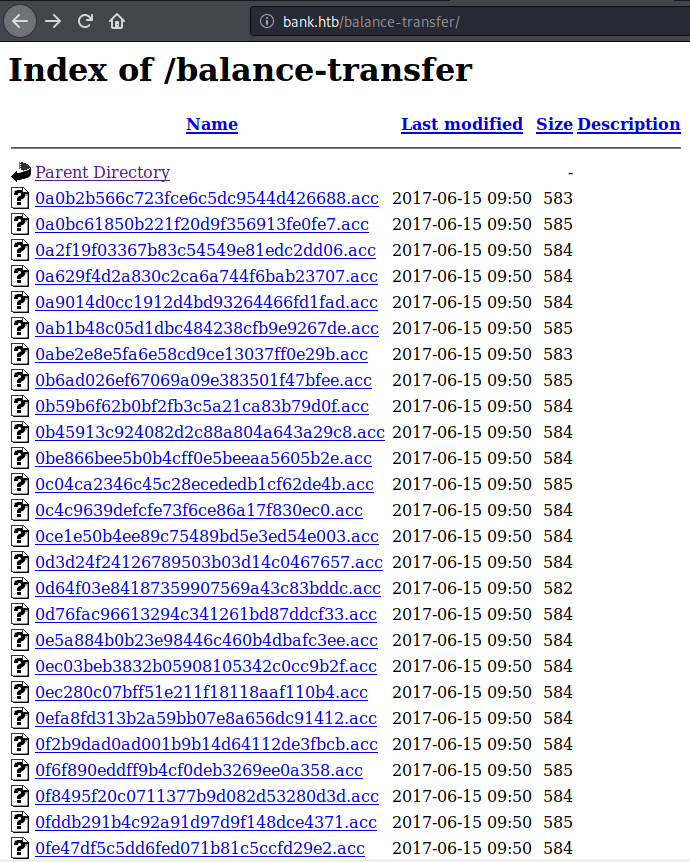 bank.htb/balance-transfer/
Index of /balance-transfer
Name Last modified Size Description
Parent Directory -
0a0b2b566c723fce6c5dc9544d426688.acc 2017-06-15 09:50 583
0a0bc61850b221f20d9f356913fe0fe7.acc 2017-06-15 09:50 585
0a2f19f03367b83c54549e81edc2dd06.acc 2017-06-15 09:50 584
0a629f4d2a830c2ca6a744f6bab23707.acc 2017-06-15 09:50 584
0a9014d0cc1912d4bd93264466fd1fad.acc 2017-06-15 09:50 584
0ab1b48c05d1dbc484238cfb9e9267de.acc 2017-06-15 09:50 585
0abe2e8e5fa6e58cd9ce13037ff0e29b.acc 2017-06-15 09:50 583
0b6ad026ef67069a09e383501f47bfee.acc 2017-06-15 09:50 585
0b59b6f62b0bf2fb3c5a21ca83b79d0f.acc 2017-06-15 09:50 584
0b45913c924082d2c88a804a643a29c8.acc 2017-06-15 09:50 584
0be866bee5b0b4cff0e5beeaa5605b2e.acc 2017-06-15 09:50 584
0c04ca2346c45c28ecededb1cf62de4b.acc 2017-06-15 09:50 585
0c4c9639defcfe73f6ce86a17f830ec0.acc 2017-06-15 09:50 584
0ce1e50b4ee89c75489bd5e3ed54e003.acc 2017-06-15 09:50 584
0d3d24f24126789503b03d14c0467657.acc 2017-06-15 09:50 584
0d64f03e84187359907569a43c83bddc.acc 2017-06-15 09:50 582
0d76fac96613294c341261bd87ddcf33.acc 2017-06-15 09:50 584
0e5a884b0b23e98446c460b4dbafc3ee.acc 2017-06-15 09:50 584
0ec03beb3832b05908105342c0cc9b2f.acc 2017-06-15 09:50 584
0ec280c07bff51e211f18118aaf110b4.acc 2017-06-15 09:50 584
0efa8fd313b2a59bb07e8a656dc91412.acc 2017-06-15 09:50 584
0f2b9dad0ad001b9b14d64112de3fbcb.acc 2017-06-15 09:50 584
0f6f890eddff9b4cf0deb3269ee0a358.acc 2017-06-15 09:50 585
0f8495f20c0711377b9d082d53280d3d.acc 2017-06-15 09:50 584
0fddb291b4c92a91d97d9f148dce4371.acc 2017-06-15 09:50 585
0fe47df5c5dd6fed071b81c5ccfd29e2.acc 2017-06-15 09:50 584